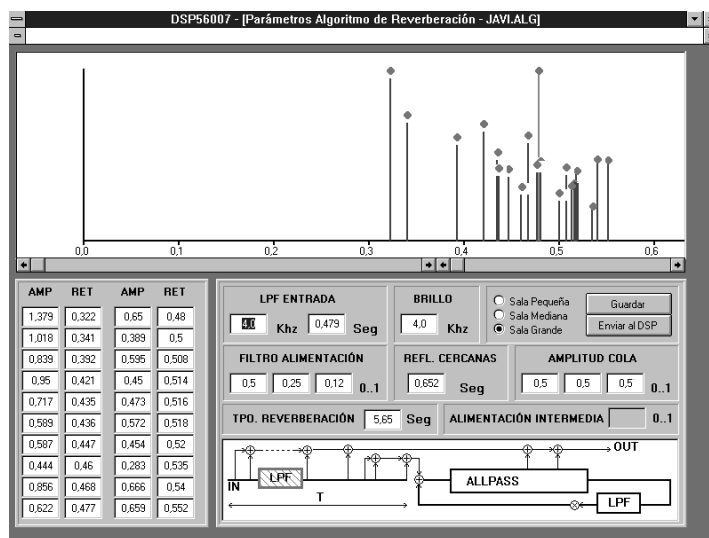 DSP56007 - [Parámetros Algoritmo de Reverberación - JAVI.ALG]
0,0 0,1 0,2 0,3 0,4 0,5 0,6
AMP RET AMP RET
1,379 0,322 0,65 0,48
1,018 0,341 0,389 0,5
0,839 0,392 0,595 0,508
0,95 0,421 0,45 0,514
0,717 0,435 0,473 0,516
0,589 0,436 0,572 0,518
0,587 0,447 0,454 0,52
0,444 0,46 0,283 0,535
0,856 0,468 0,666 0,54
0,622 0,477 0,659 0,552
LPF ENTRADA
4,0 Khz 0,479 Seg
BRILLO
4,0 Khz
Sala Pequeña
Sala Mediana
Sala Grande
Guardar
Enviar al DSP
FILTRO ALIMENTACIÓN
0,5 0,25 0,12 0..1
REFL. CERCANAS
0,652 Seg
AMPLITUD COLA
0,5 0,5 0,5 0..1
TPO. REVERBERACIÓN 5,65 Seg
ALIMENTACIÓN INTERMEDIA 0..1
OUT
IN
LPF
ALLPASS
T
LPF